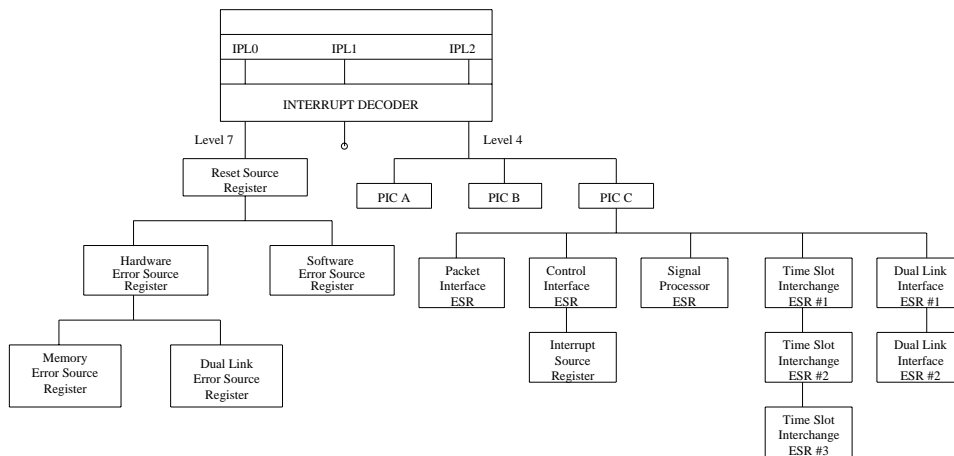 IPL0 IPL1 IPL2
INTERRUPT DECODER
Level 7
Level 4
Reset Source
Register
PIC A
PIC B
PIC C
Hardware
Error Source
Register
Software
Error Source
Register
Packet
Interface
ESR
Control
Interface
ESR
Signal
Processor
ESR
Time Slot
Interchange
ESR #1
Dual Link
Interface
ESR #1
Memory
Error Source
Register
Dual Link
Error Source
Register
Interrupt
Source
Register
Time Slot
Interchange
ESR #2
Dual Link
Interface
ESR #2
Time Slot
Interchange
ESR #3